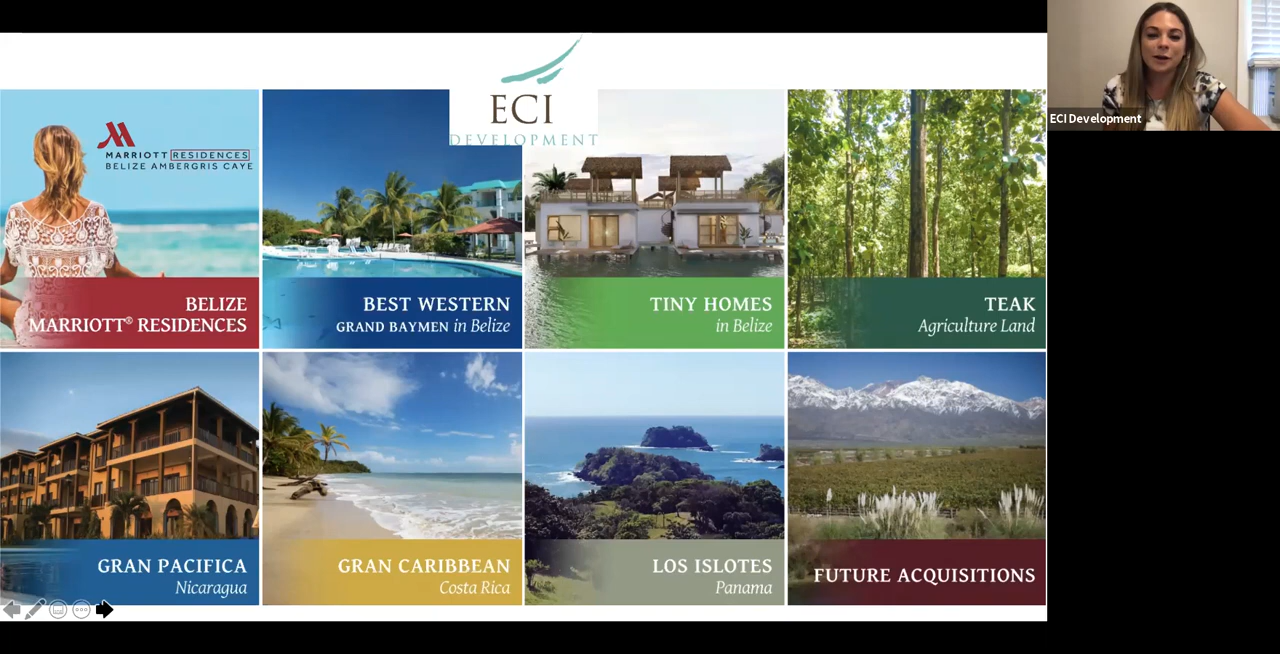 ECI
DEVELOPMENT
ECI Development
MARRIOTT RESIDENCES
BELIZE AMBERGRIS CAYE
BELIZE
MARRIOTT® RESIDENCES
BEST WESTERN
GRAND BAYMEN in Belize
TINY HOMES
in Belize
TEAK
Agriculture Land
GRAN PACIFICA
Nicaragua
GRAN CARIBBEAN
Costa Rica
LOS ISLOTES
Panama
FUTURE ACQUISITIONS